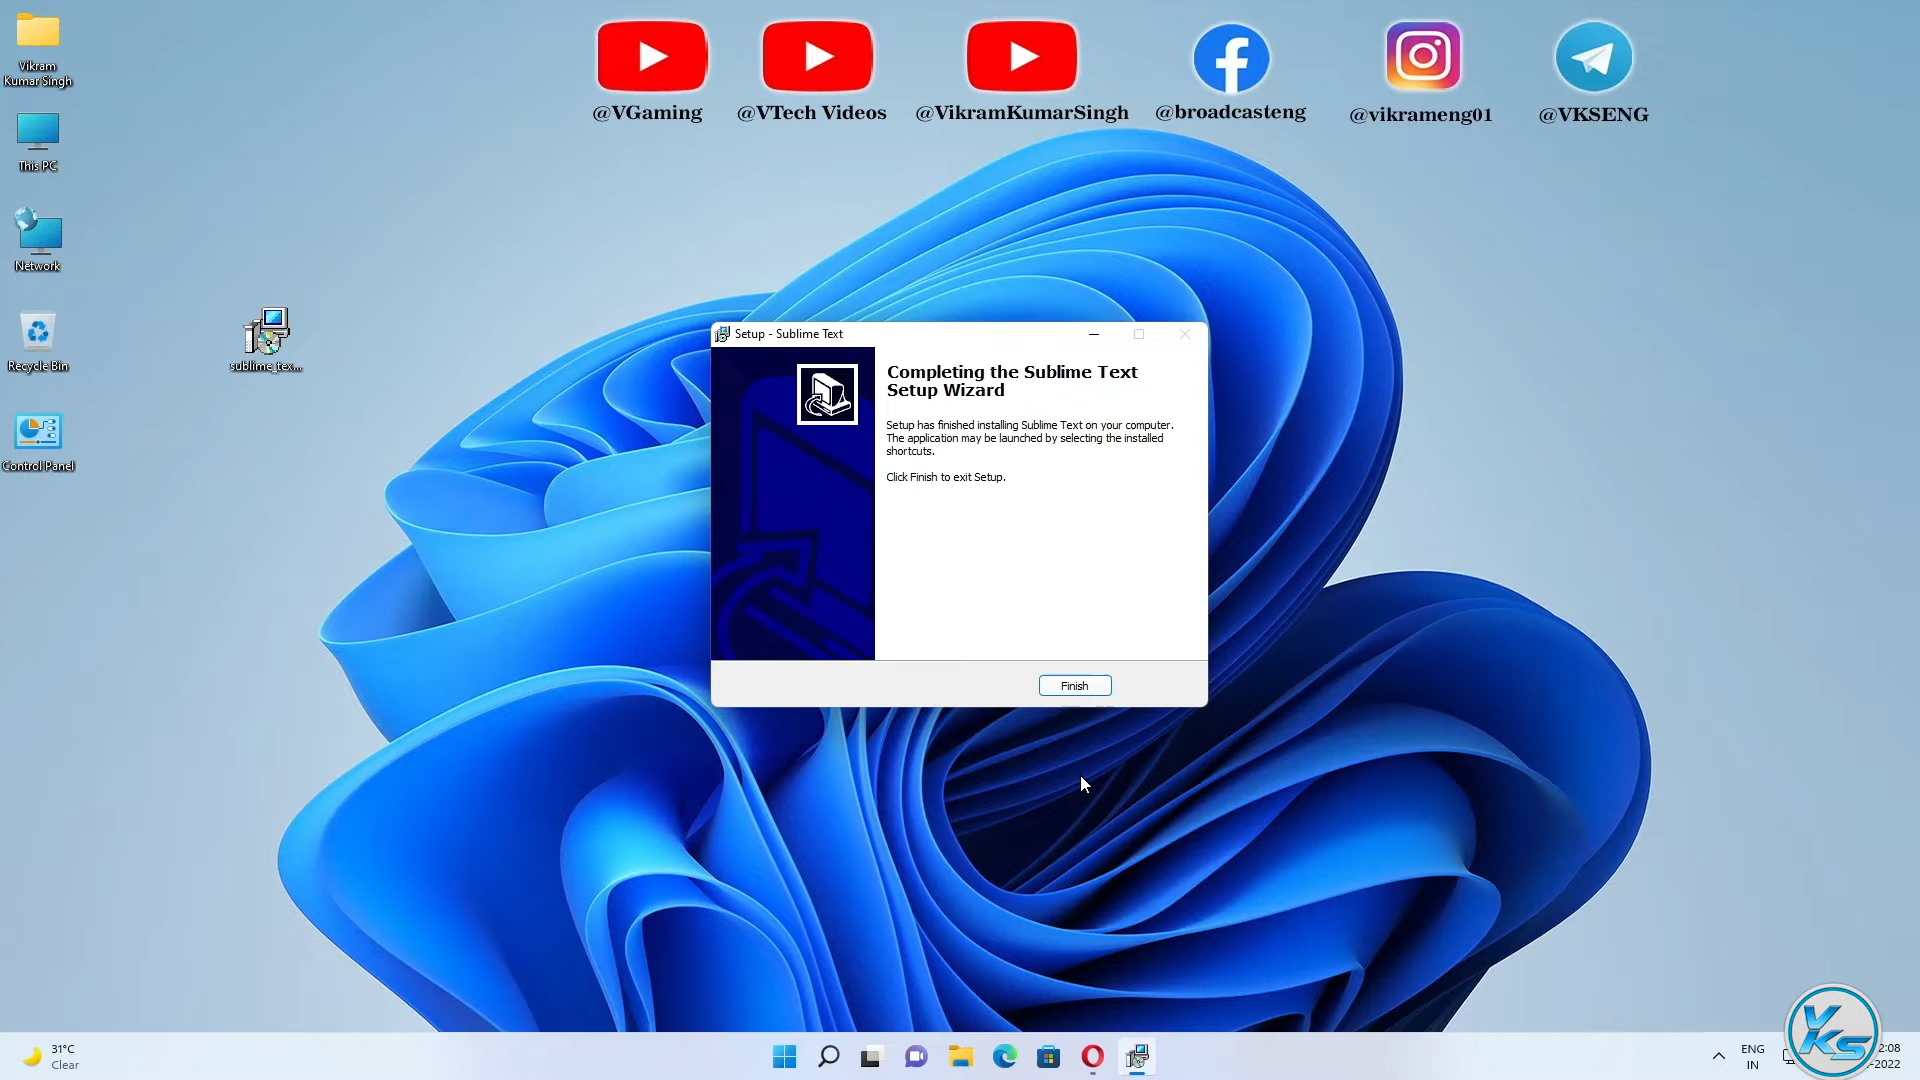 Vikram
Kumar Singh
This PC
Network
Recycle Bin
Control Panel
sublime_tex...
@VGaming
@VTech Videos
@VikramKumarSingh
@broadcasteng
@vikrameng01
@VKSENG
Setup - Sublime Text
Completing the Sublime Text
Setup Wizard
Setup has finished installing Sublime Text on your computer.
The application may be launched by selecting the installed
shortcuts.
Click Finish to exit Setup.
Finish
31°C
Clear
ENG
IN
VKS
2:08
-2022